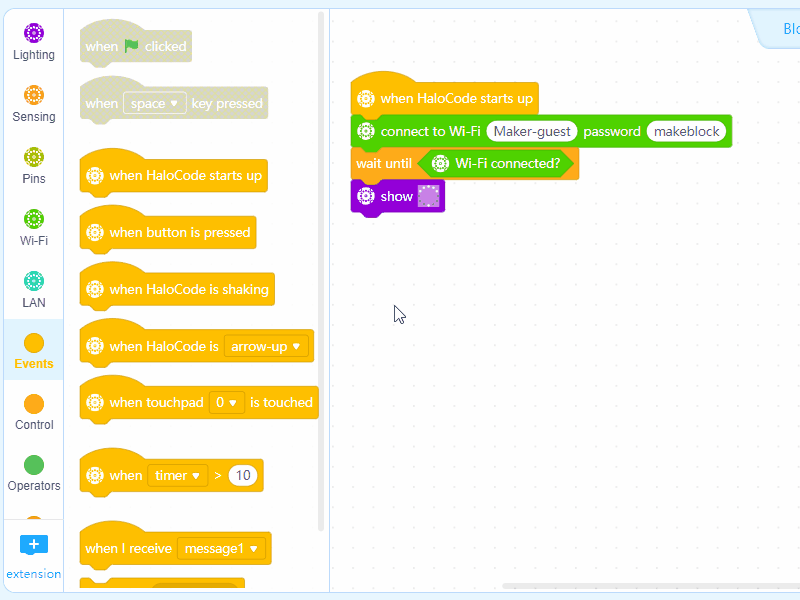 Lighting
Sensing
Pins
Wi-Fi
LAN
Events
Control
Operators
extension
when clicked
when space key pressed
when HaloCode starts up
when button is pressed
when HaloCode is shaking
when HaloCode is arrow-up
when touchpad 0 is touched
when timer > 10
when I receive message1
when HaloCode starts up
connect to Wi-Fi Maker-guest password makeblock
wait until Wi-Fi connected?
show